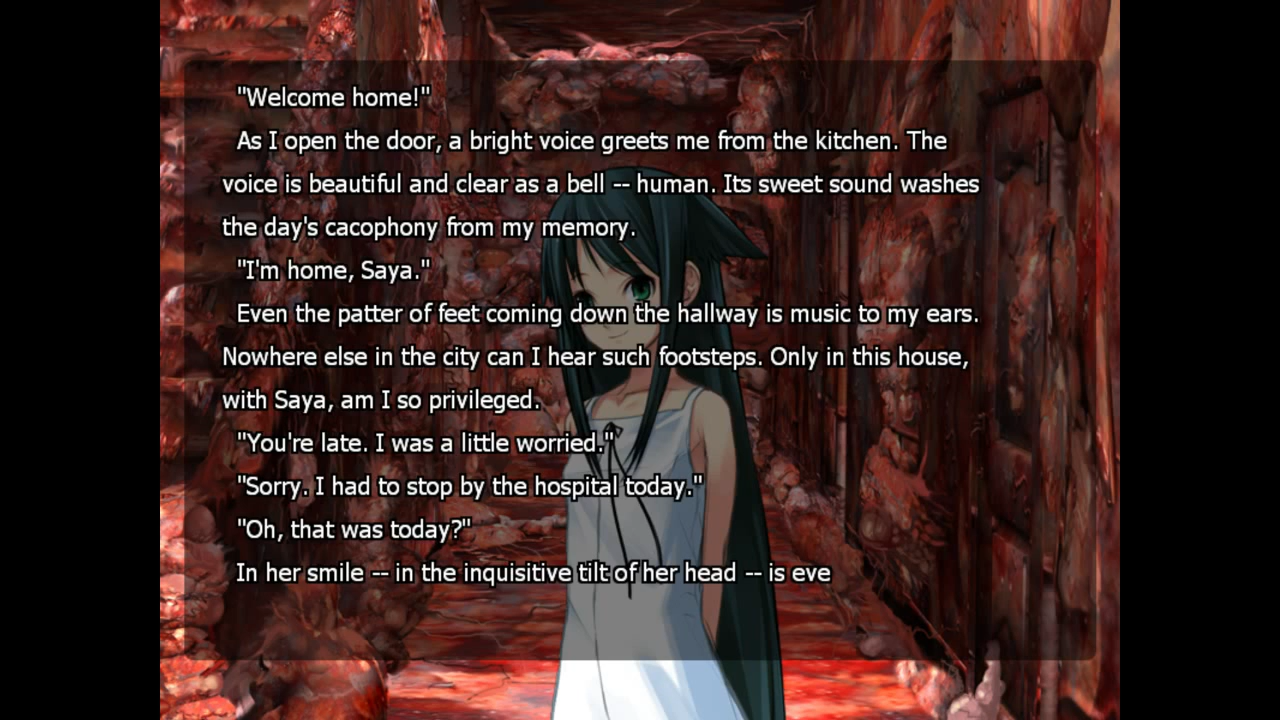 "Welcome home!"
As I open the door, a bright voice greets me from the kitchen. The
voice is beautiful and clear as a bell -- human. Its sweet sound washes
the day's cacophony from my memory.
"I'm home, Saya."
Even the patter of feet coming down the hallway is music to my ears.
Nowhere else in the city can I hear such footsteps. Only in this house,
with Saya, am I so privileged.
"You're late. I was a little worried."
"Sorry. I had to stop by the hospital today."
"Oh, that was today?"
In her smile -- in the inquisitive tilt of her head -- is eve